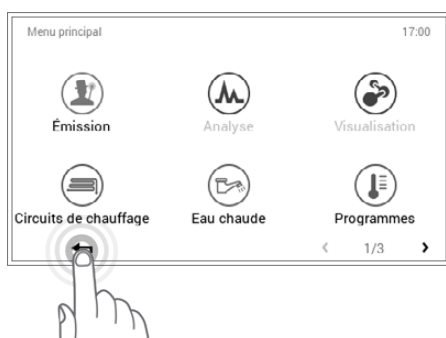 Menu principal 17:00
Émission Analyse Visualisation
Circuits de chauffage Eau chaude Programmes
1/3